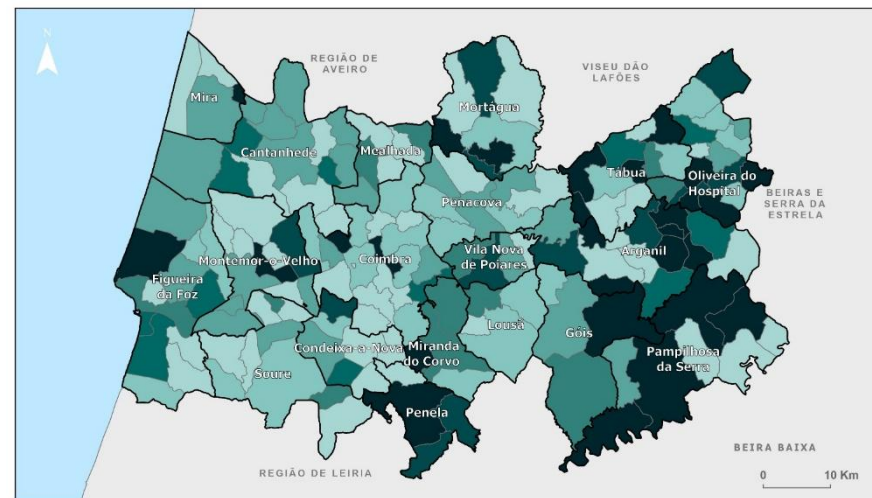 N
REGIÃO DE
AVEIRO
VISEU DÃO
LAFÕES
Mira
Mortágua
Cantanhede
Mealhada
Tábua
Oliveira do
Hospital
BEIRAS E
SERRA DA
ESTRELA
Penacova
Montemor-o-Velho
Coimbra
Vila Nova
de Poiares
Arganil
Figueira
da Foz
Lousã
Góis
Condeixa-a-Nova
Miranda
do Corvo
Pampilhosa
da Serra
Soure
Penela
BEIRA BAIXA
REGIÃO DE LEIRIA
0 10 Km